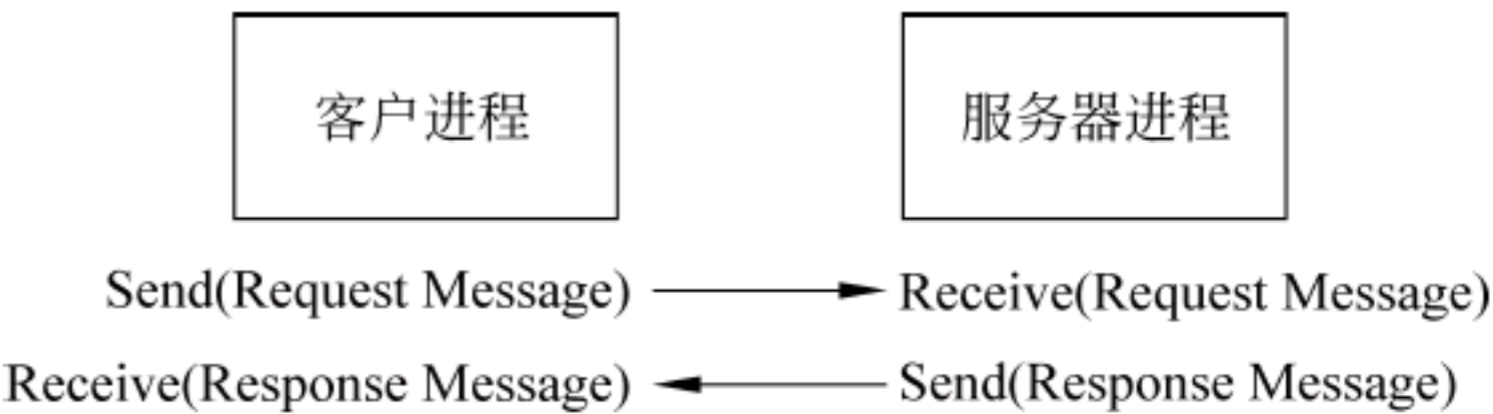 客户进程 服务器进程
Send(Request Message) Receive(Request Message)
Receive(Response Message) Send(Response Message)